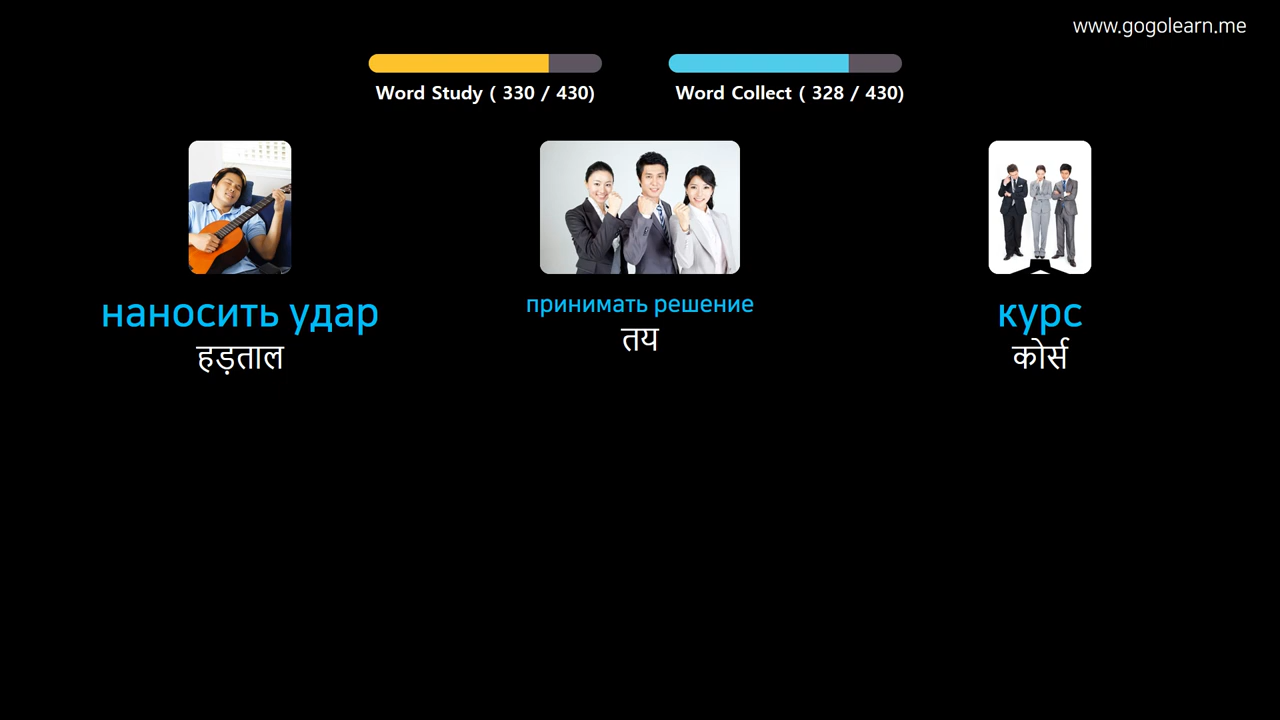 www.gogolearn.me
Word Study ( 330 / 430)
Word Collect ( 328 / 430)
наносить удар
हड़ताल
принимать решение
तय
курс
कोर्स